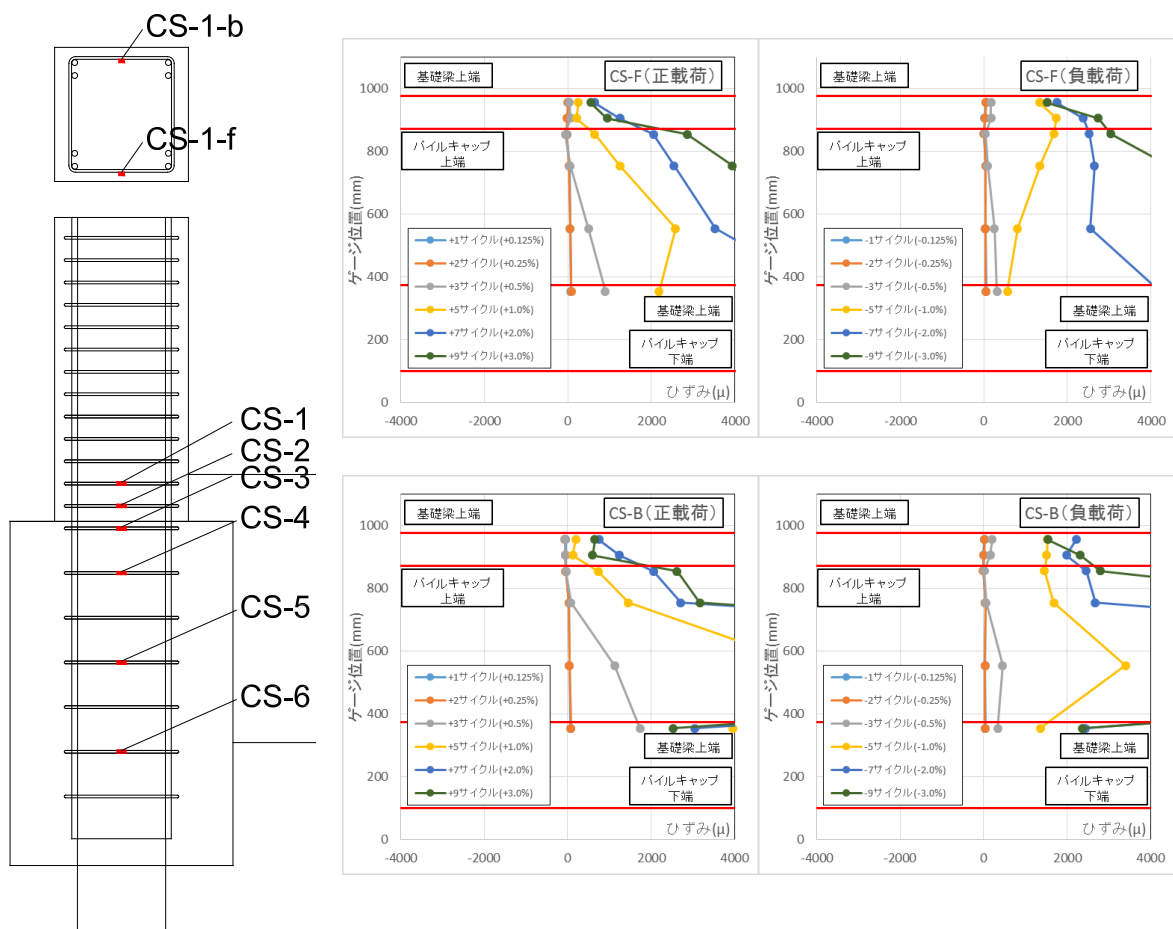 CS-1-b
CS-1-f
CS-1
CS-2
CS-3
CS-4
CS-5
CS-6
基礎梁上端
CS-F(正載荷)
パイルキャップ
上端
ゲージ位置(mm)
1000
800
600
400
200
0
+1サイクル(+0.125%)
+2サイクル(+0.25%)
+3サイクル(+0.5%)
+5サイクル(+1.0%)
+7サイクル(+2.0%)
+9サイクル(+3.0%)
基礎梁上端
パイルキャップ
下端
ひずみ(μ)
-4000 -2000 0 2000 4000
基礎梁上端
CS-F(負載荷)
パイルキャップ
上端
ゲージ位置(mm)
1000
800
600
400
200
0
-1サイクル(-0.125%)
-2サイクル(-0.25%)
-3サイクル(-0.5%)
-5サイクル(-1.0%)
-7サイクル(-2.0%)
-9サイクル(-3.0%)
基礎梁上端
パイルキャップ
下端
ひずみ(μ)
-4000 -2000 0 2000 4000
基礎梁上端
CS-B(正載荷)
パイルキャップ
上端
ゲージ位置(mm)
1000
800
600
400
200
0
+1サイクル(+0.125%)
+2サイクル(+0.25%)
+3サイクル(+0.5%)
+5サイクル(+1.0%)
+7サイクル(+2.0%)
+9サイクル(+3.0%)
基礎梁上端
パイルキャップ
下端
ひずみ(μ)
-4000 -2000 0 2000 4000
基礎梁上端
CS-B(負載荷)
パイルキャップ
上端
ゲージ位置(mm)
1000
800
600
400
200
0
-1サイクル(-0.125%)
-2サイクル(-0.25%)
-3サイクル(-0.5%)
-5サイクル(-1.0%)
-7サイクル(-2.0%)
-9サイクル(-3.0%)
基礎梁上端
パイルキャップ
下端
ひずみ(μ)
-4000 -2000 0 2000 4000